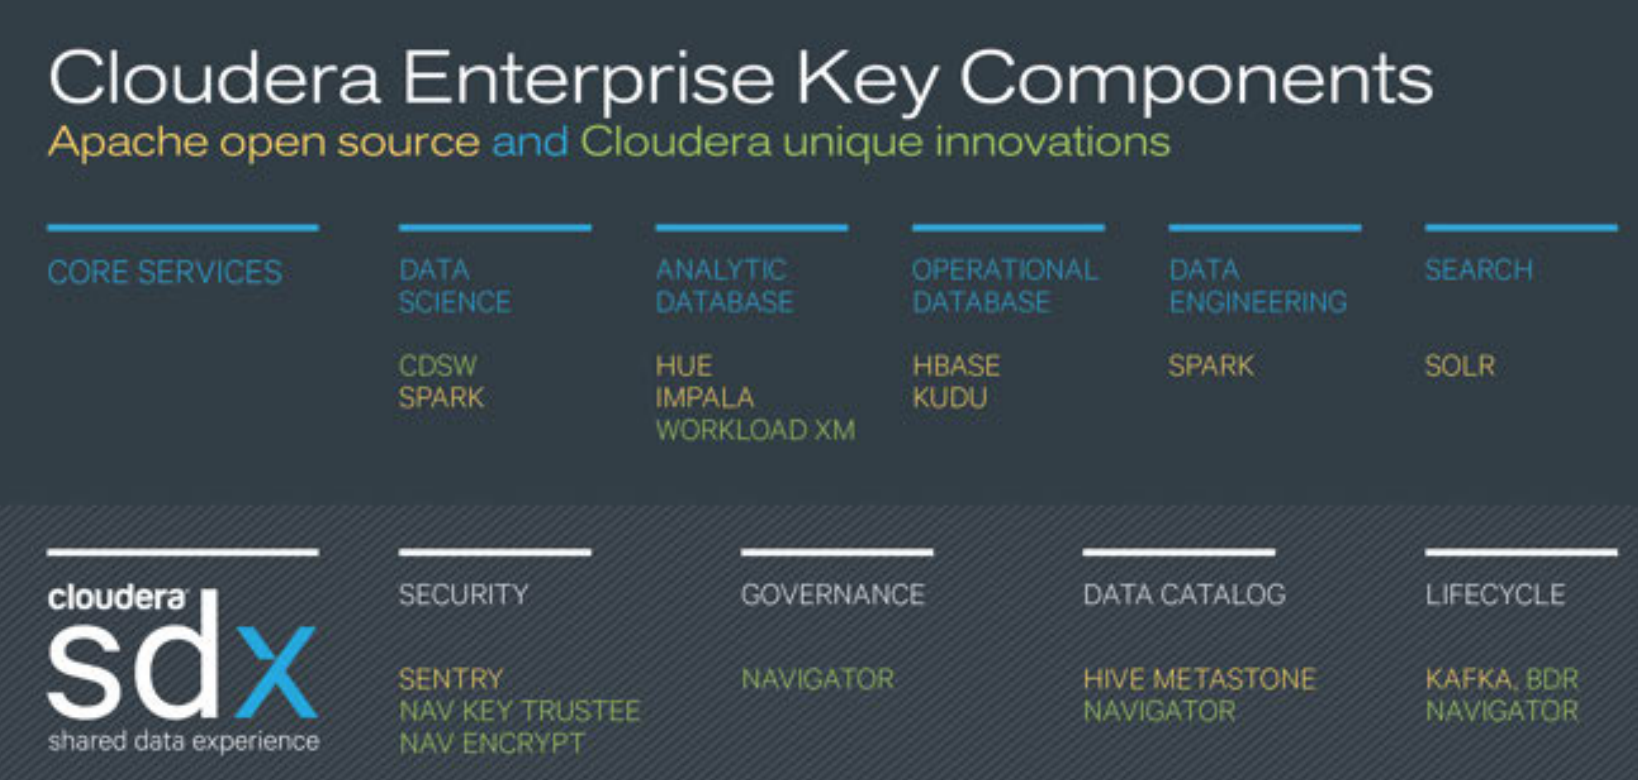 Cloudera Enterprise Key Components
Apache open source and Cloudera unique innovations
CORE SERVICES
DATA
SCIENCE
CDSW
SPARK
ANALYTIC
DATABASE
HUE
IMPALA
WORKLOAD XM
OPERATIONAL
DATABASE
HBASE
KUDU
DATA
ENGINEERING
SPARK
SEARCH
SOLR
cloudera
sdx
shared data experience
SECURITY
SENTRY
NAV KEY TRUSTEE
NAV ENCRYPT
GOVERNANCE
NAVIGATOR
DATA CATALOG
HIVE METASTONE
NAVIGATOR
LIFECYCLE
KAFKA, BDR
NAVIGATOR